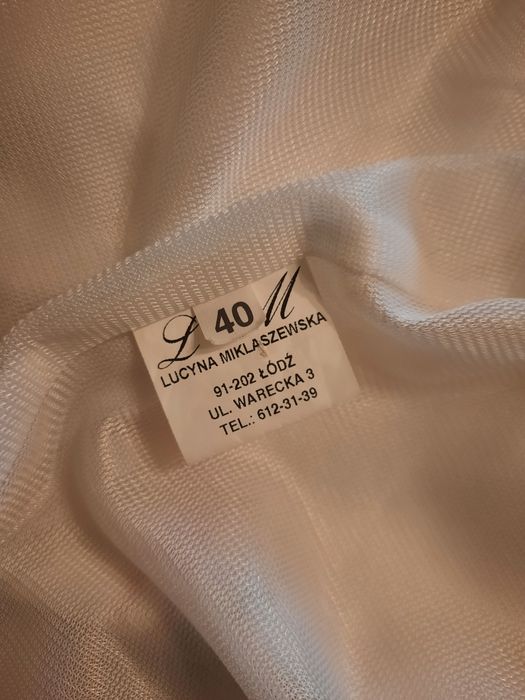 L 40 M
LUCYNA MIKLASZEWSKA
91-202 ŁÓDŹ
UL. WARECKA 3
TEL.: 612-31-39